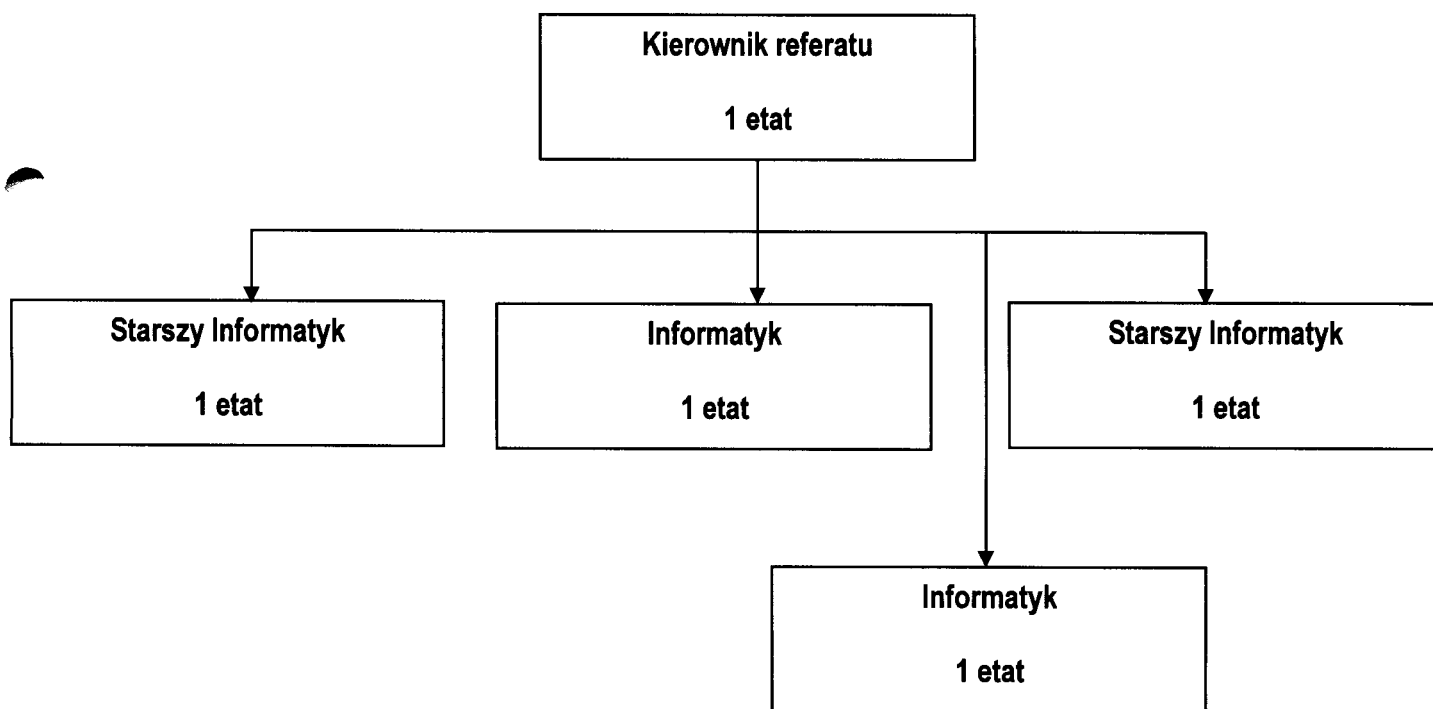 Kierownik referatu
1 etat
Starszy Informatyk
1 etat
Informatyk
1 etat
Starszy Informatyk
1 etat
Informatyk
1 etat